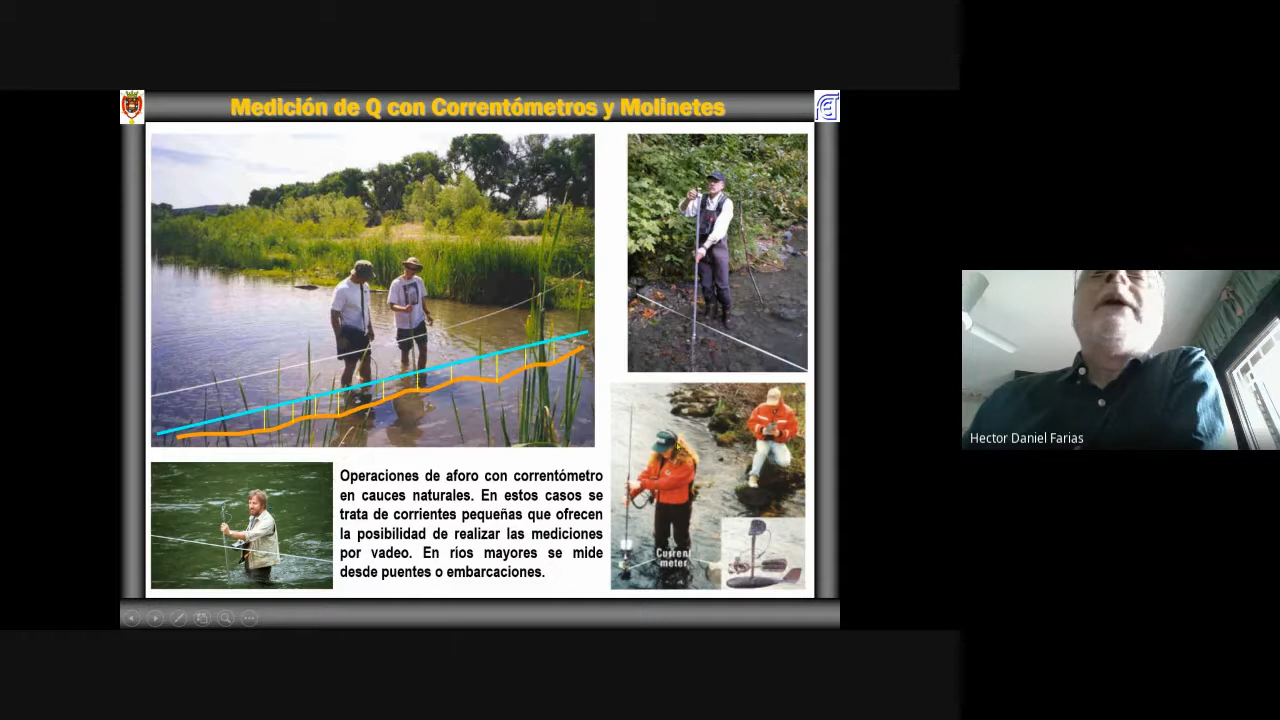 Medición de Q con Correntómetros y Molinetes
Operaciones de aforo con correntómetro
en cauces naturales. En estos casos se
trata de corrientes pequeñas que ofrecen
la posibilidad de realizar las mediciones
por vadeo. En ríos mayores se mide
desde puentes o embarcaciones.
Current
meter
Hector Daniel Farias